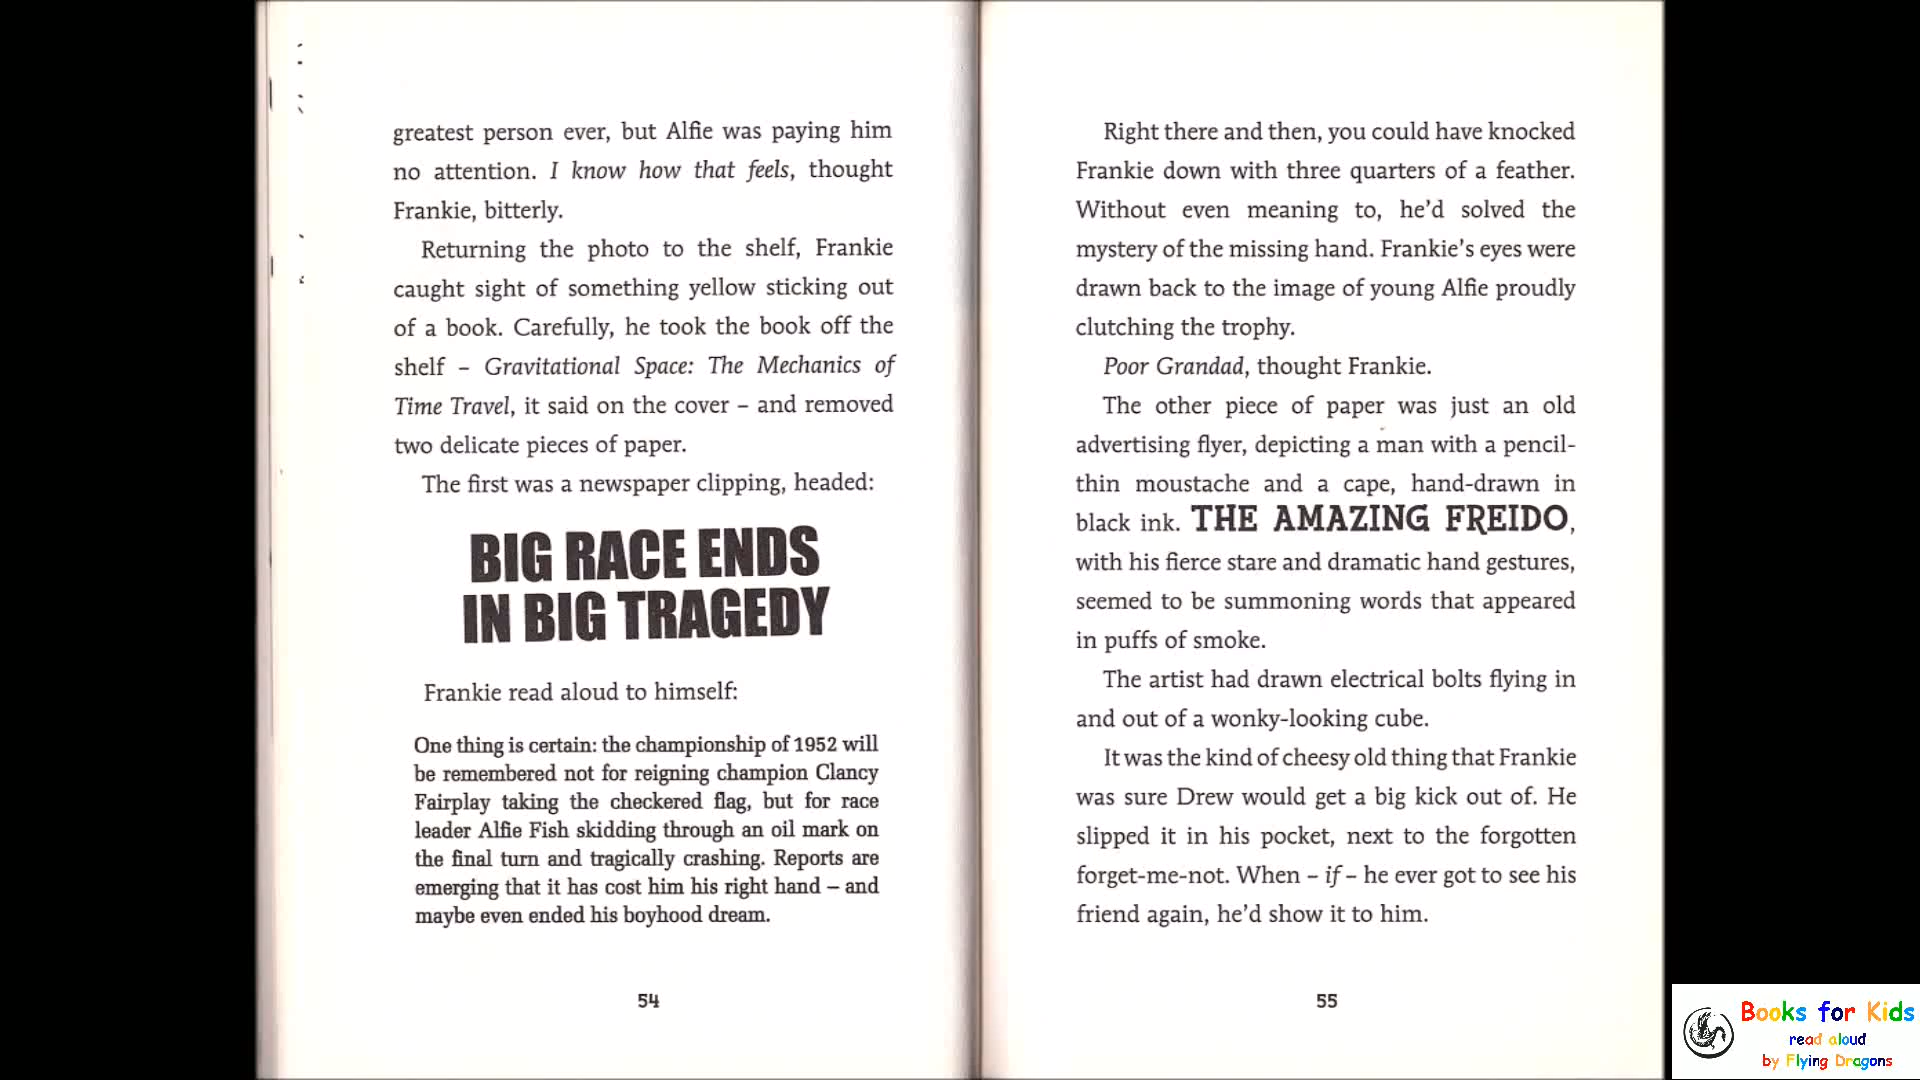 greatest person ever, but Alfie was paying him
no attention. I know how that feels, thought
Frankie, bitterly.
Returning the photo to the shelf, Frankie
caught sight of something yellow sticking out
of a book. Carefully, he took the book off the
shelf – Gravitational Space: The Mechanics of
Time Travel, it said on the cover – and removed
two delicate pieces of paper.
The first was a newspaper clipping, headed:
BIG RACE ENDS
IN BIG TRAGEDY
Frankie read aloud to himself:
One thing is certain: the championship of 1952 will
be remembered not for reigning champion Clancy
Fairplay taking the checkered flag, but for race
leader Alfie Fish skidding through an oil mark on
the final turn and tragically crashing. Reports are
emerging that it has cost him his right hand – and
maybe even ended his boyhood dream.
54
Right there and then, you could have knocked
Frankie down with three quarters of a feather.
Without even meaning to, he’d solved the
mystery of the missing hand. Frankie’s eyes were
drawn back to the image of young Alfie proudly
clutching the trophy.
Poor Grandad, thought Frankie.
The other piece of paper was just an old
advertising flyer, depicting a man with a pencil-
thin moustache and a cape, hand-drawn in
black ink. THE AMAZING FREIDO,
with his fierce stare and dramatic hand gestures,
seemed to be summoning words that appeared
in puffs of smoke.
The artist had drawn electrical bolts flying in
and out of a wonky-looking cube.
It was the kind of cheesy old thing that Frankie
was sure Drew would get a big kick out of. He
slipped it in his pocket, next to the forgotten
forget-me-not. When – if – he ever got to see his
friend again, he’d show it to him.
55
Books for Kids
read aloud
by Flying Dragons